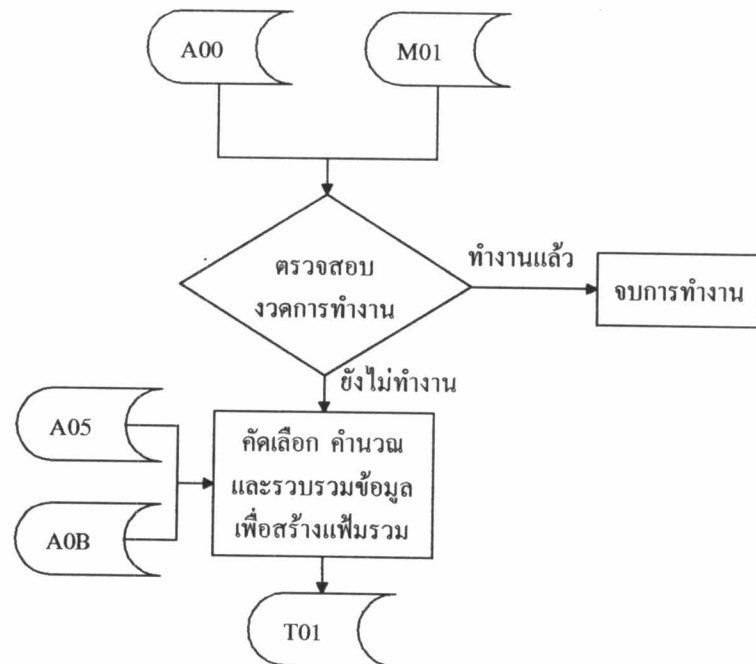 A00
M01
ตรวจสอบ
งวดการทำงาน
ทำงานแล้ว
จบการทำงาน
ยังไม่ทำงาน
A05
A0B
คัดเลือก คำนวณ
และรวบรวมข้อมูล
เพื่อสร้างแฟ้มรวม
T01